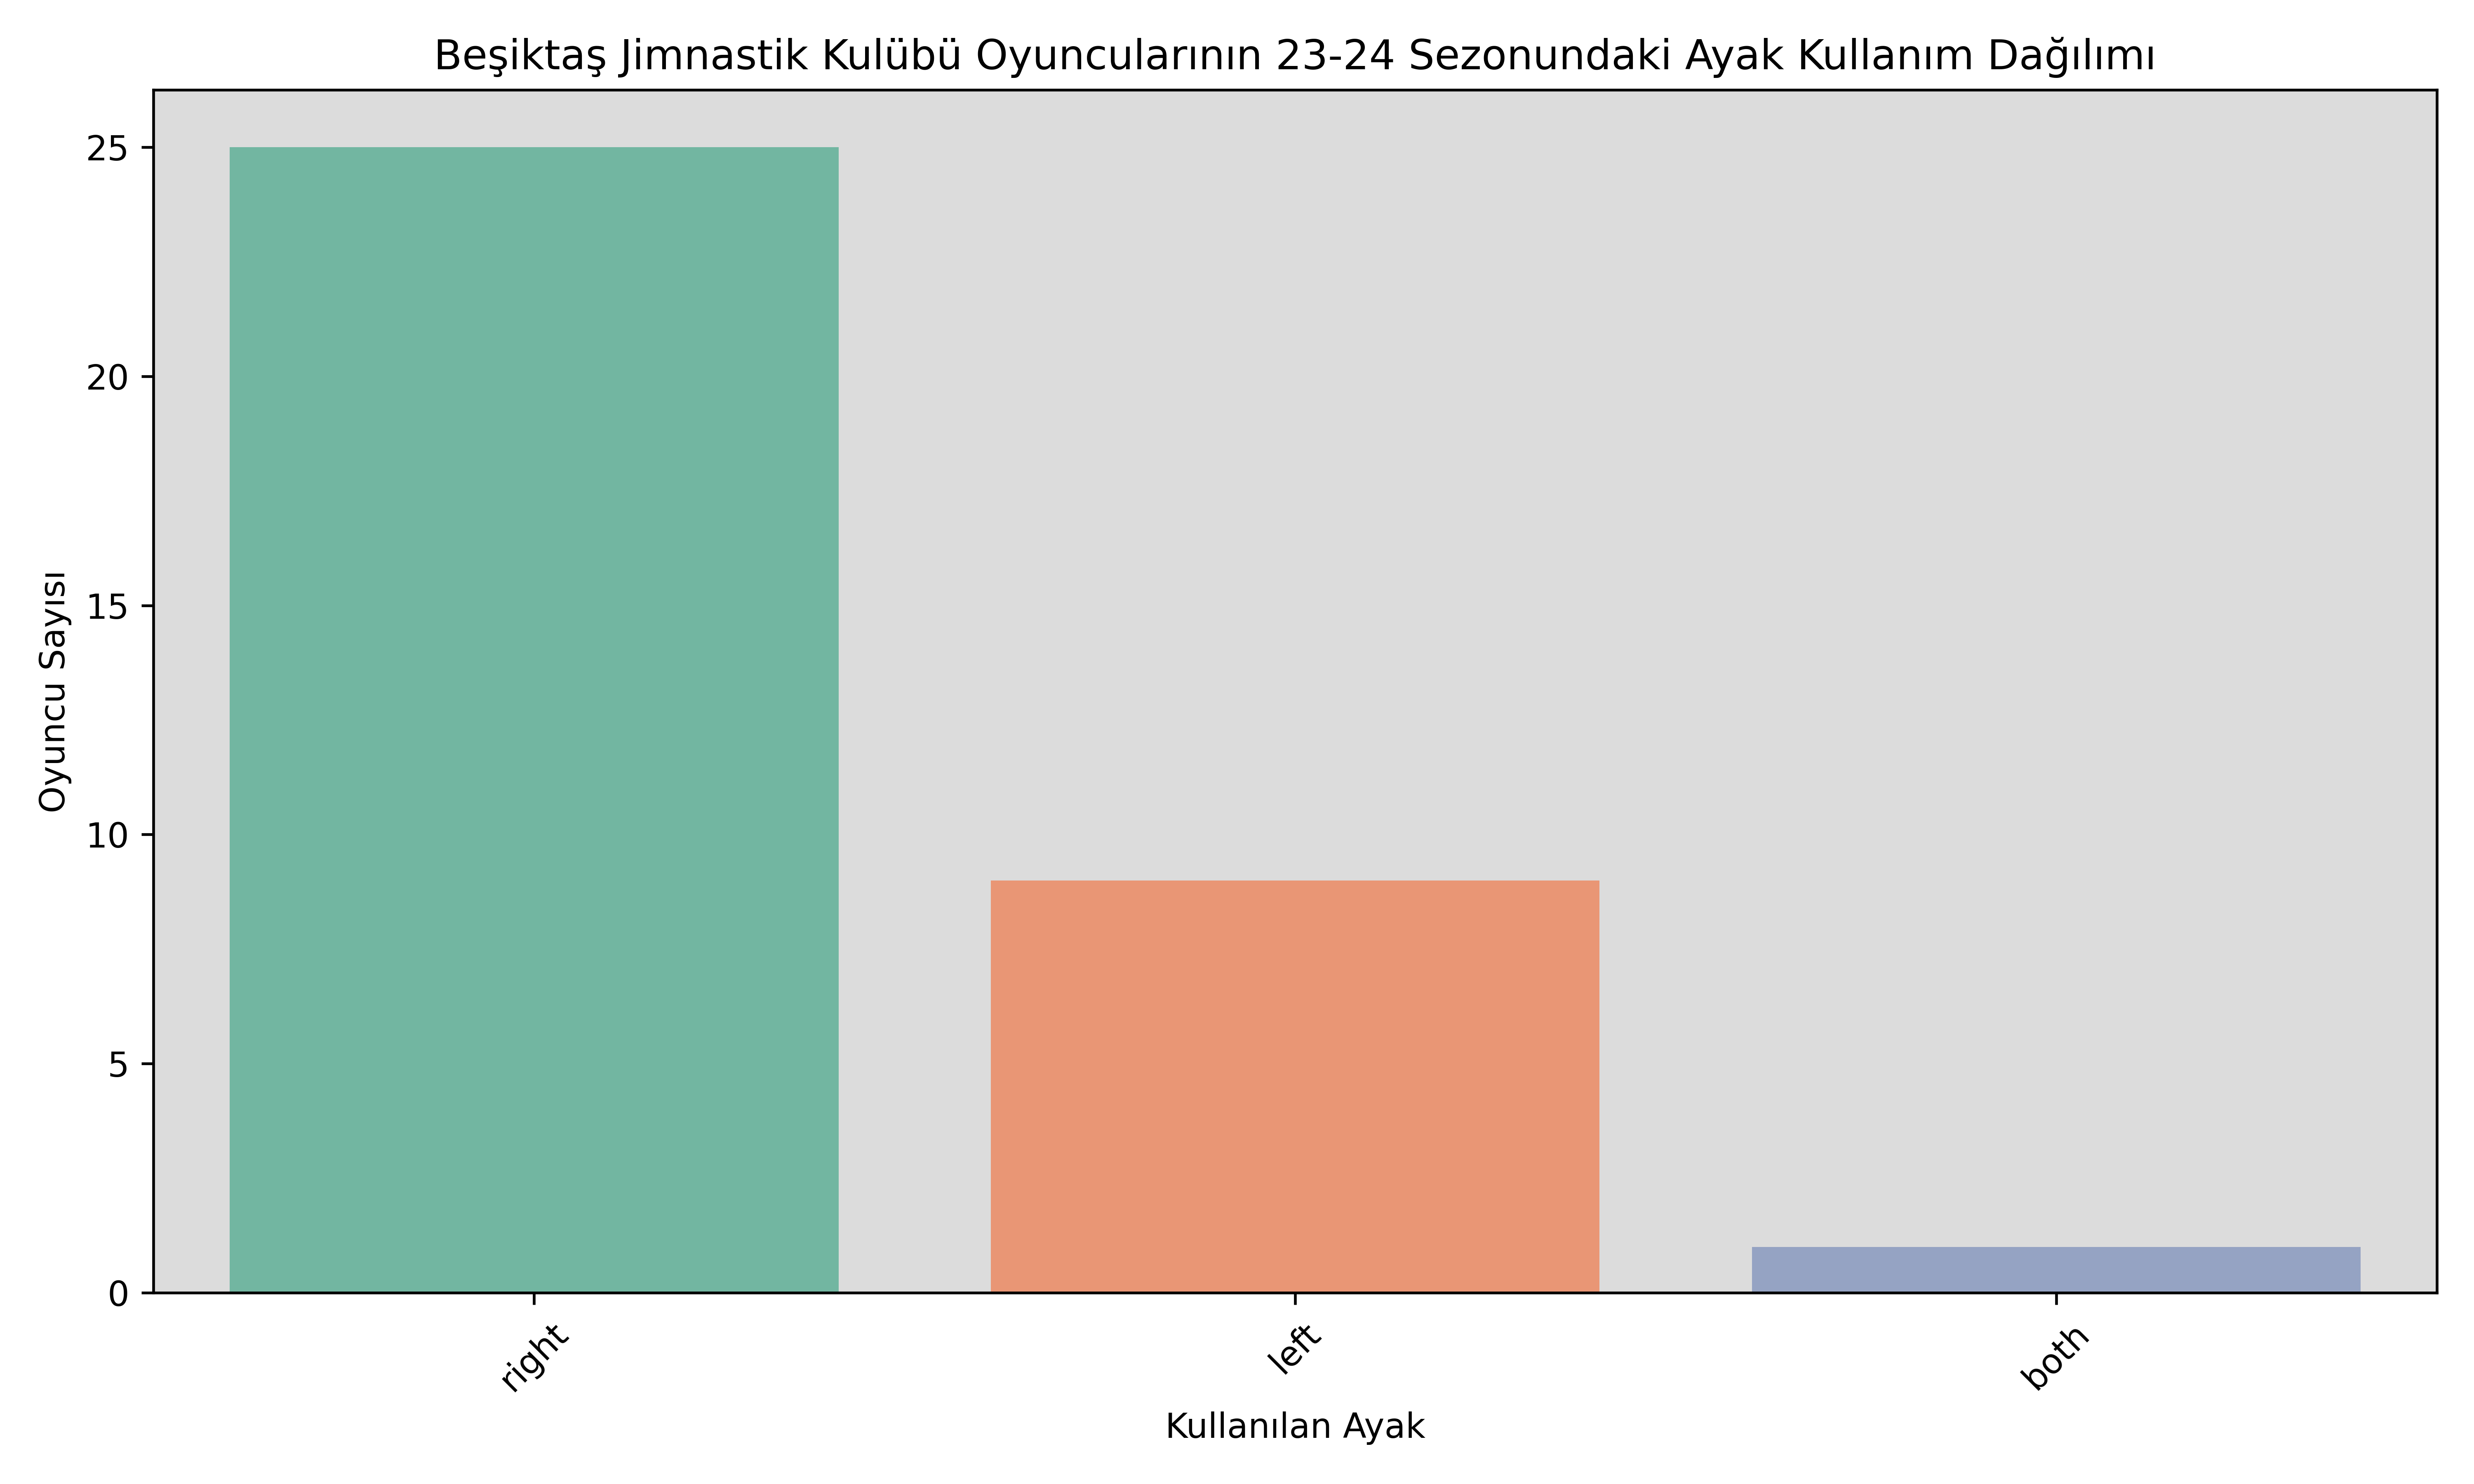 Beşiktaş Jimnastik Kulübü Oyuncularının 23-24 Sezonundaki Ayak Kullanım Dağılımı
Oyuncu Sayısı
25
20
15
10
5
0
right
left
both
Kullanılan Ayak